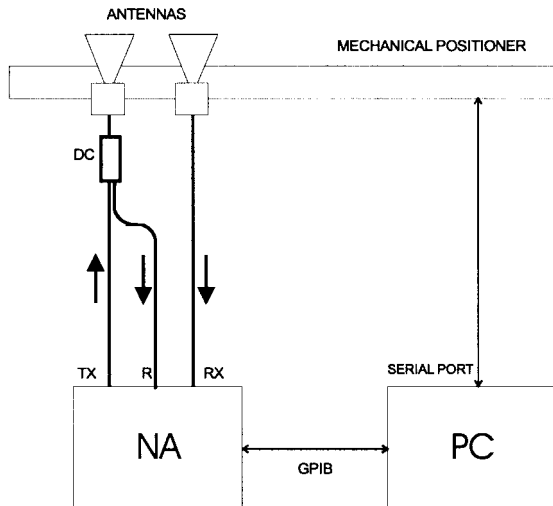 ANTENNAS
MECHANICAL POSITIONER
DC
TX
R
RX
SERIAL PORT
NA
GPIB
PC